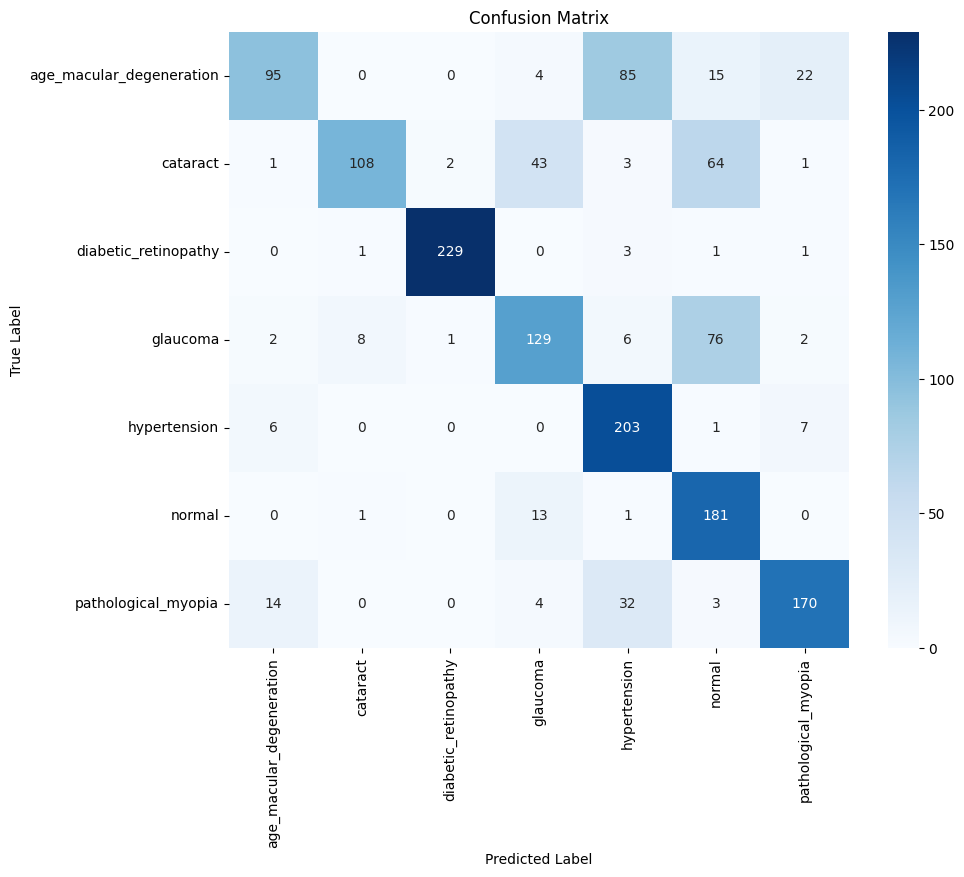 Confusion Matrix
True Label
age_macular_degeneration 95 0 0 4 85 15 22
cataract 1 108 2 43 3 64 1
diabetic_retinopathy 0 1 229 0 3 1 1
glaucoma 2 8 1 129 6 76 2
hypertension 6 0 0 0 203 1 7
normal 0 1 0 13 1 181 0
pathological_myopia 14 0 0 4 32 3 170
age_macular_degeneration
cataract
diabetic_retinopathy
glaucoma
hypertension
normal
pathological_myopia
Predicted Label
200
150
100
50
0